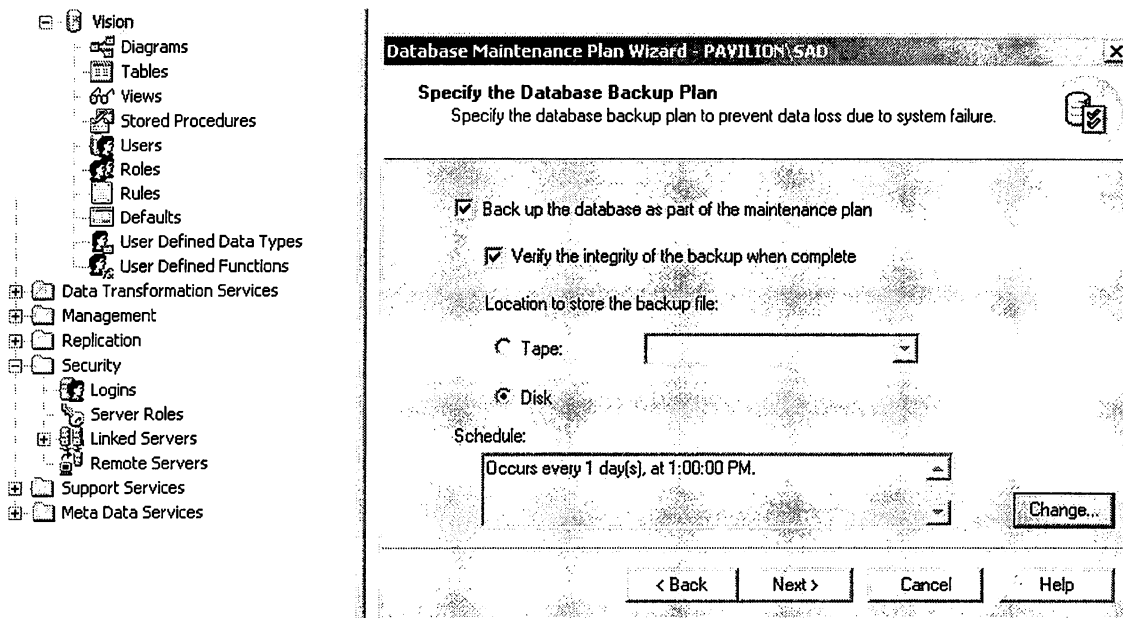 Vision
Diagrams
Tables
Views
Stored Procedures
Users
Roles
Rules
Defaults
User Defined Data Types
User Defined Functions
Data Transformation Services
Management
Replication
Security
Logins
Server Roles
Linked Servers
Remote Servers
Support Services
Meta Data Services
Database Maintenance Plan Wizard - PAVILION\SAD
Specify the Database Backup Plan
Specify the database backup plan to prevent data loss due to system failure.
Back up the database as part of the maintenance plan
Verify the integrity of the backup when complete
Location to store the backup file:
Tape:
Disk
Schedule:
Occurs every 1 day(s), at 1:00:00 PM.
Change...
< Back Next > Cancel Help